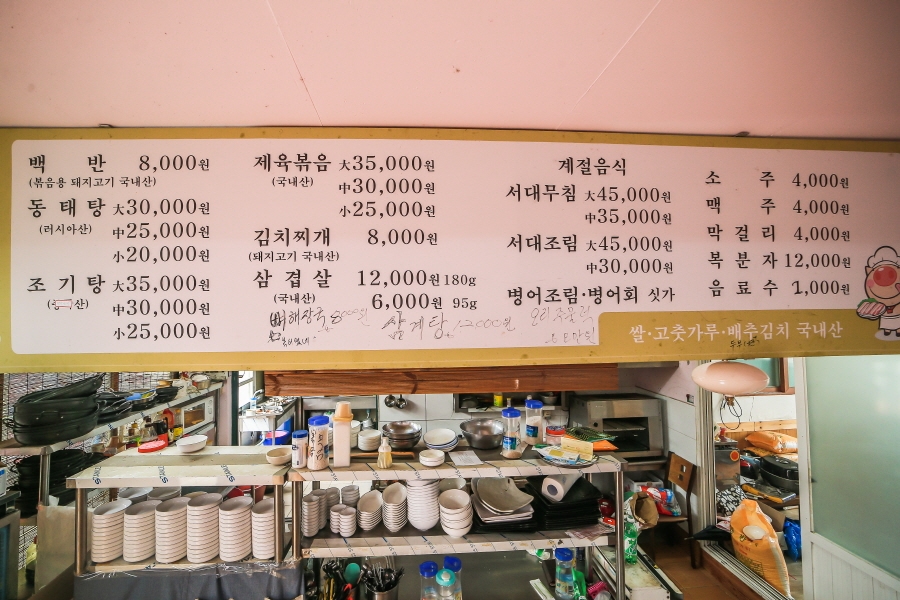 백 반 8,000원
(볶음용 돼지고기 국내산)
동태탕 大30,000원
(러시아산) 中25,000원
小20,000원
조기탕 大35,000원
산) 中30,000원
小25,000원
제육볶음 大35,000원
(국내산) 中30,000원
小25,000원
김치찌개 8,000원
(돼지고기 국내산)
삼겹살 12,000원 180g
(국내산) 6,000원 95g
뼈해장국 8000원 삼계탕 12000원
계절음식
서대무침 大45,000원
中35,000원
서대조림 大45,000원
中30,000원
병어조림·병어회 싯가
소 주 4,000원
맥 주 4,000원
막걸리 4,000원
복분자 12,000원
음료수 1,000원
쌀·고춧가루·배추김치 국내산